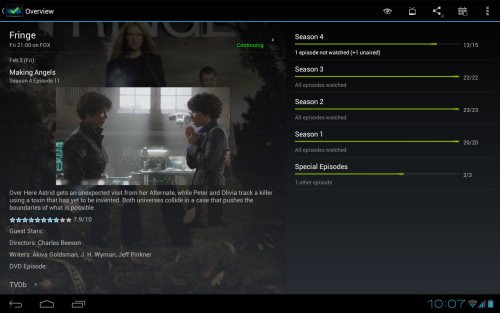 Overview
Fringe
Fri 21:00 on FOX
Continuing
Feb 3 (Fri)
Making Angels
Season 4 Episode 11
Over Here Astrid gets an unexpected visit from her Alternate, while Peter and Olivia track a killer
using a toxin that has yet to be invented. Both universes collide in a case that pushes the
boundaries of what is possible.
7.9/10
Guest Stars:
Directors: Charles Beeson
Writers: Akiva Goldsman, J. H. Wyman, Jeff Pinkner
DVD Episode:
TVDb
Season 4
13/15
1 episode not watched (+1 unaired)
Season 3
22/22
All episodes watched
Season 2
23/23
All episodes watched
Season 1
20/20
All episodes watched
Special Episodes
2/3
1 other episode
10:07